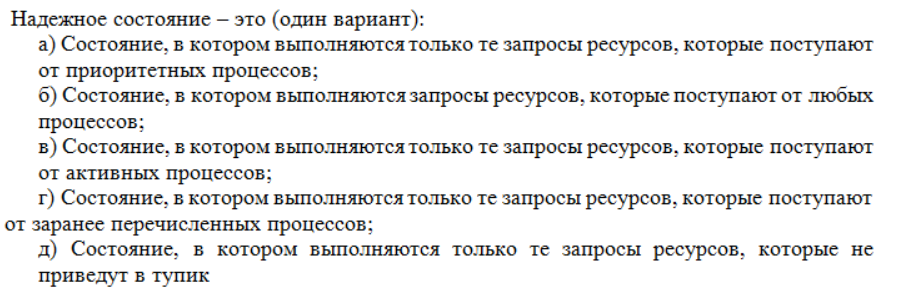 Надежное состояние – это (один вариант):
а) Состояние, в котором выполняются только те запросы ресурсов, которые поступают
от приоритетных процессов;
б) Состояние, в котором выполняются запросы ресурсов, которые поступают от любых
процессов;
в) Состояние, в котором выполняются только те запросы ресурсов, которые поступают
от активных процессов;
г) Состояние, в котором выполняются только те запросы ресурсов, которые поступают
от заранее перечисленных процессов;
д) Состояние, в котором выполняются только те запросы ресурсов, которые не
приведут в тупик